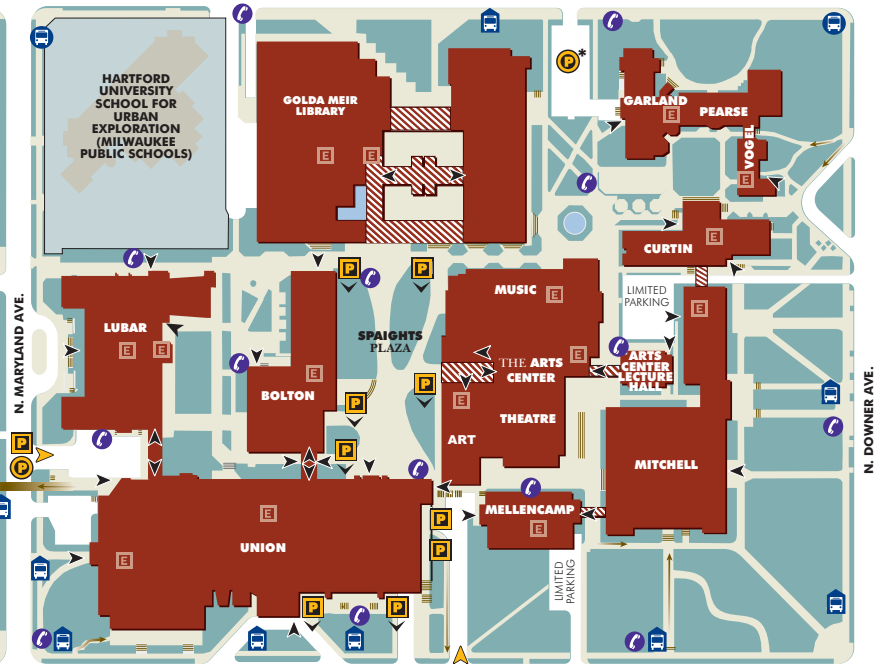 HARTFORD
UNIVERSITY
SCHOOL FOR
URBAN
EXPLORATION
(MILWAUKEE
PUBLIC SCHOOLS)
GOLDA MEIR
LIBRARY
E
E
P
*
GARLAND
PEARSE
E
VOGEL
E
CURTIN
E
N. MARYLAND AVE.
LUBAR
E
E
P
P
SPAIGHTS
PLAZA
MUSIC
E
LIMITED
PARKING
E
BOLTON
E
P
P
P
THE ARTS
CENTER
E
E
ART
THEATRE
ARTS
CENTER
LECTURE
HALL
N. DOWNER AVE.
MITCHELL
P
P
UNION
E
E
P
P
P
P
MELLENCAMP
E
LIMITED
PARKING